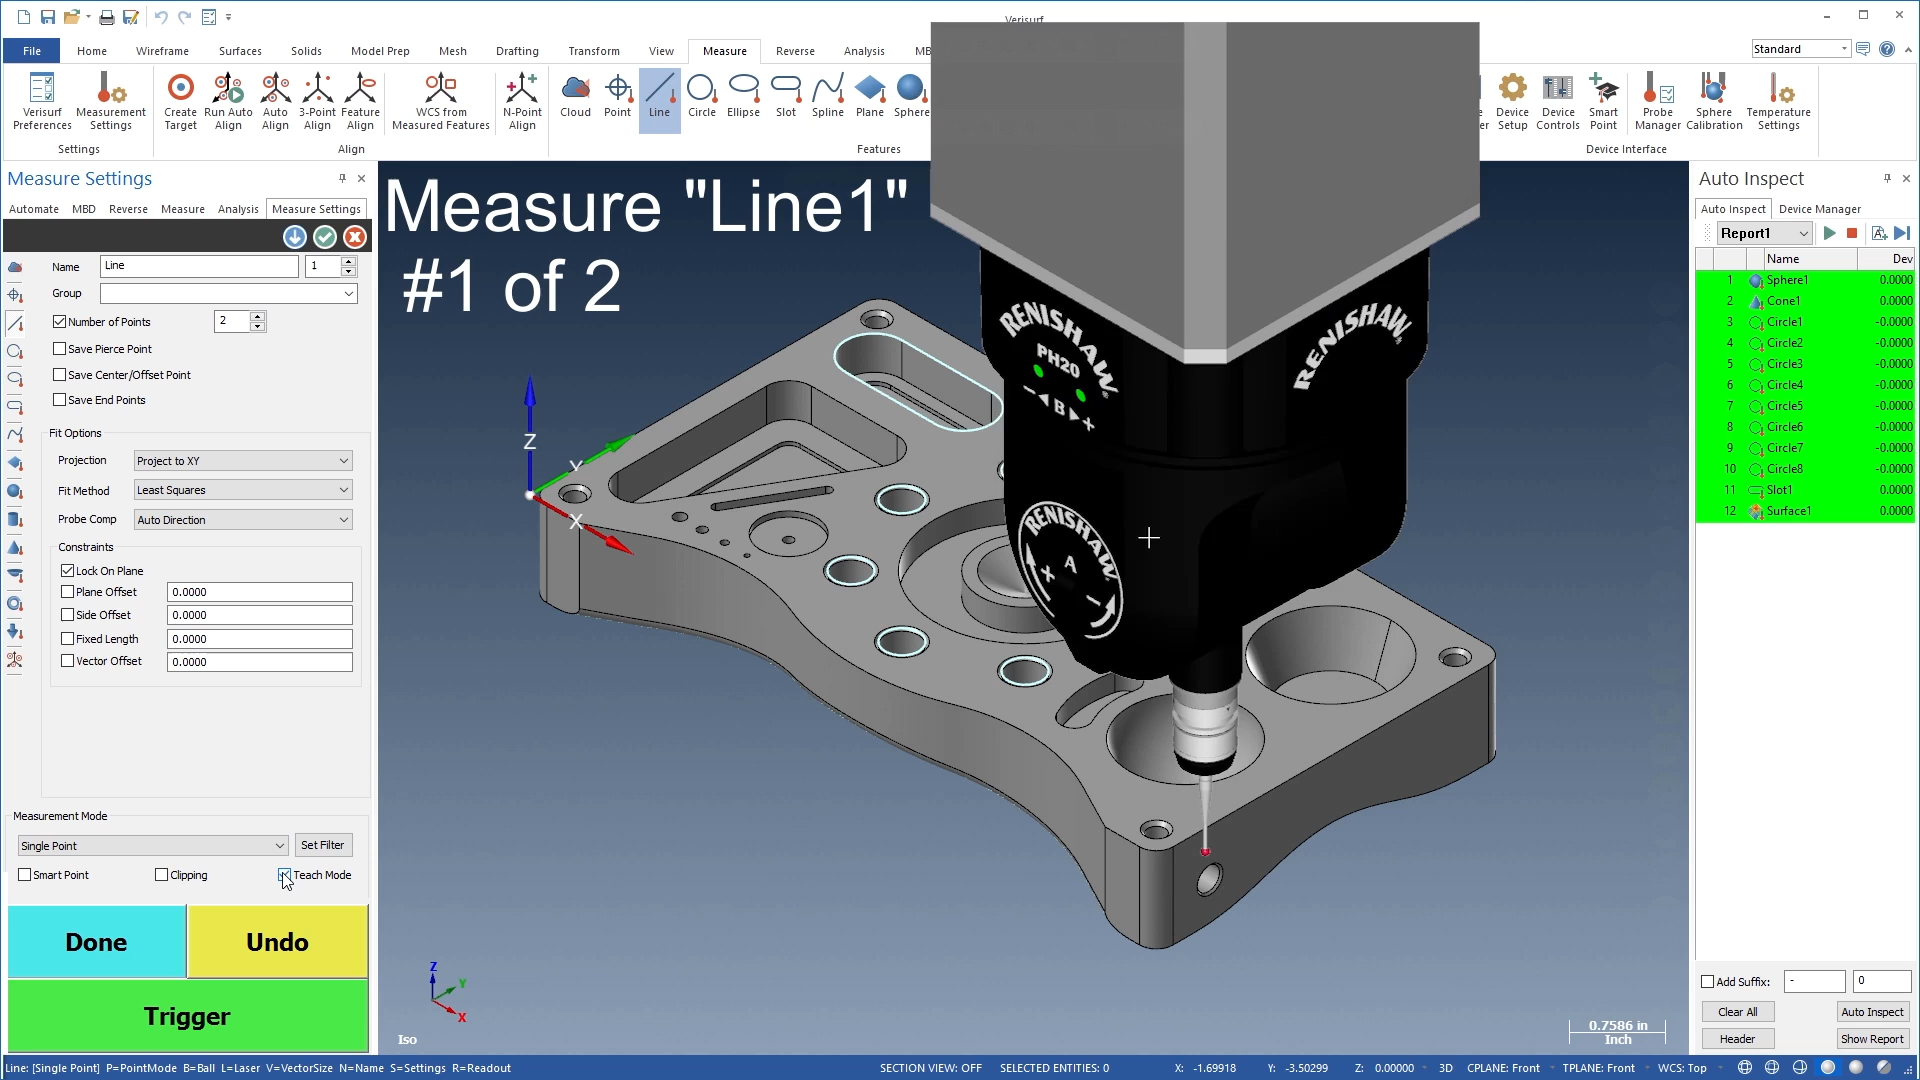 Verisurf
File Home Wireframe Surfaces Solids Model Prep Mesh Drafting Transform View Measure Reverse Analysis
Standard
Verisurf Preferences
Measurement Settings
Create Target
Run Auto Align
Auto Align
3-Point Align
Feature Align
WCS from Measured Features
N-Point Align
Cloud
Point
Line
Circle
Ellipse
Slot
Spline
Plane
Sphere
Device Setup
Device Controls
Smart Point
Probe Manager
Sphere Calibration
Temperature Settings
Settings
Align
Features
Device Interface
Measure Settings
Automate MBD Reverse Measure Analysis Measure Settings
Name Line 1
Group
Number of Points 2
Save Pierce Point
Save Center/Offset Point
Save End Points
Fit Options
Projection Project to XY
Fit Method Least Squares
Probe Comp Auto Direction
Constraints
Lock On Plane
Plane Offset 0.0000
Side Offset 0.0000
Fixed Length 0.0000
Vector Offset 0.0000
Measurement Mode
Single Point Set Filter
Smart Point Clipping Teach Mode
Done Undo
Trigger
Measure "Line1"
#1 of 2
RENISHAW
PH20
- B +
RENISHAW
RENISHAW
A
+ -
Z
Y
X
Z
Y
X
Iso
0.7586 in
Inch
Auto Inspect
Auto Inspect Device Manager
Report1
Name Dev
1 Sphere1 0.0000
2 Cone1 0.0000
3 Circle1 -0.0000
4 Circle2 -0.0000
5 Circle3 -0.0000
6 Circle4 -0.0000
7 Circle5 -0.0000
8 Circle6 -0.0000
9 Circle7 -0.0000
10 Circle8 -0.0000
11 Slot1 0.0000
12 Surface1 0.0000
Add Suffix: - 0
Clear All Auto Inspect
Header Show Report
Line: [Single Point] P=PointMode B=Ball L=Laser V=VectorSize N=Name S=Settings R=Readout
SECTION VIEW: OFF SELECTED ENTITIES: 0 X: -1.69918 Y: -3.50299 Z: 0.00000 3D CPLANE: Front TPLANE: Front WCS: Top